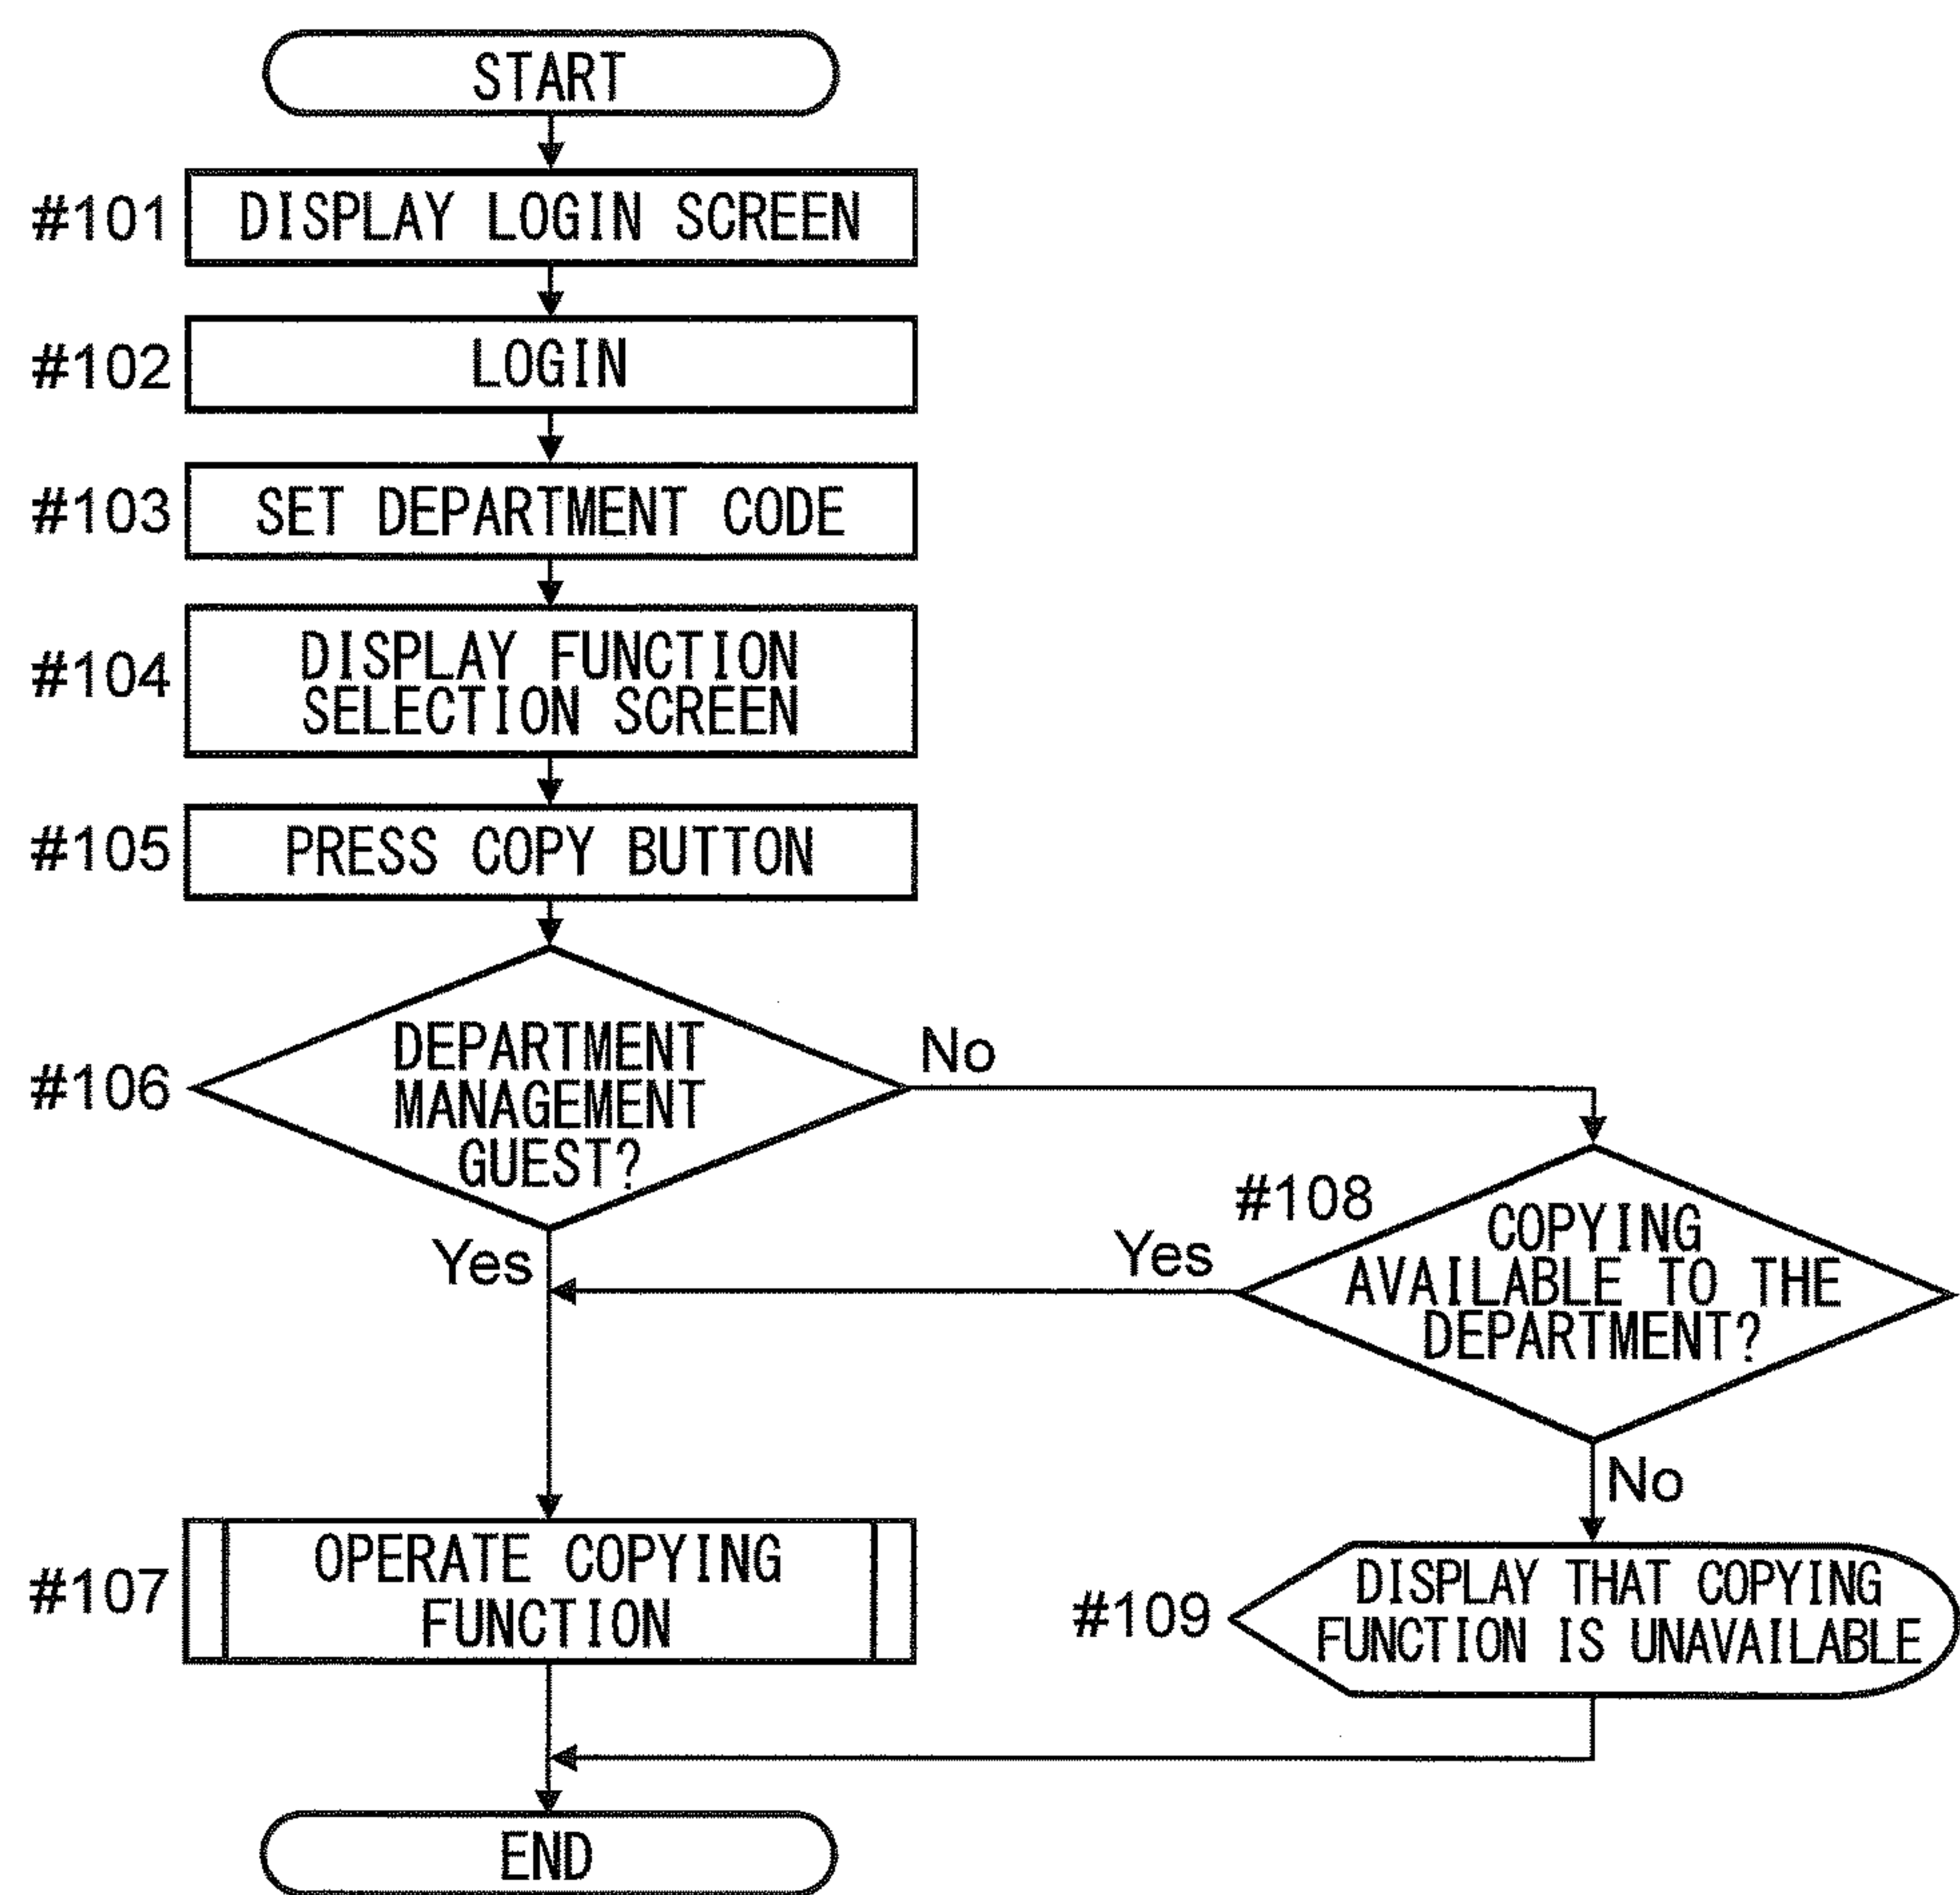 START
#101
DISPLAY LOGIN SCREEN
#102
LOGIN
#103
SET DEPARTMENT CODE
#104
DISPLAY FUNCTION
SELECTION SCREEN
#105
PRESS COPY BUTTON
#106
DEPARTMENT
MANAGEMENT
GUEST?
No
Yes
#108
COPYING
AVAILABLE TO THE
DEPARTMENT?
Yes
No
#107
OPERATE COPYING
FUNCTION
#109
DISPLAY THAT COPYING
FUNCTION IS UNAVAILABLE
END